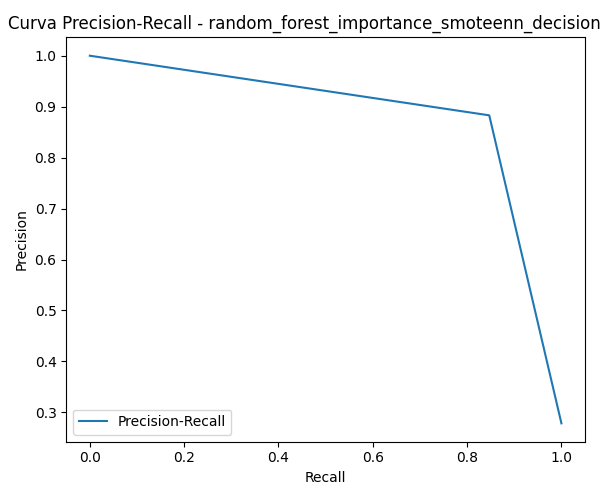 Curva Precision-Recall - random_forest_importance_smoteenn_decision
1.0
0.9
0.8
0.7
0.6
0.5
0.4
0.3
Precision
Precision-Recall
0.0 0.2 0.4 0.6 0.8 1.0
Recall